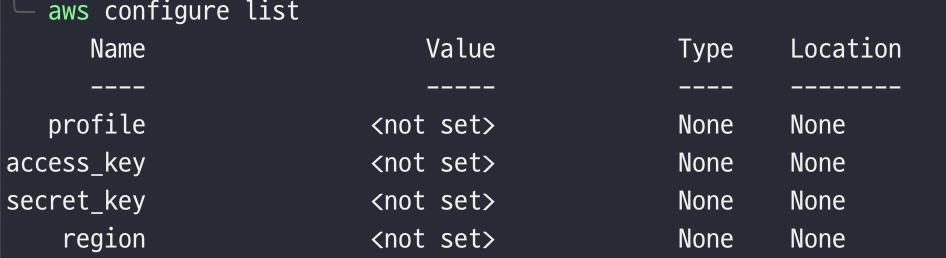 aws configure list
Name Value Type Location
---- ----- ---- --------
profile <not set> None None
access_key <not set> None None
secret_key <not set> None None
region <not set> None None